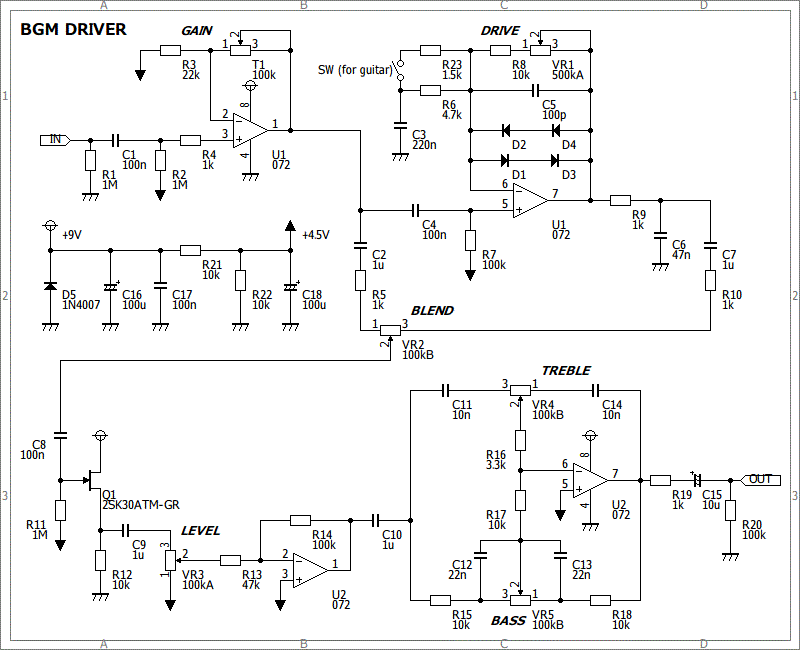 A B C D
BGM DRIVER
GAIN
DRIVE
1 2 3
R3
22k
T1
100k
SW (for guitar)
R23
1.5k
1 2 3
R8
10k
VR1
500kA
R6
4.7k
C5
100p
1
1
8
2
3
1
4
U1
072
IN
C1
100n
R4
1k
R1
1M
R2
1M
C3
220n
D2
D4
D1
D3
6
5
7
U1
072
R9
1k
C4
100n
R7
100k
C6
47n
C7
1u
+9V
+4.5V
R21
10k
C2
1u
D5
1N4007
C16
100u
C17
100n
R22
10k
C18
100u
R5
1k
R10
1k
2
2
BLEND
1 2 3
VR2
100kB
TREBLE
C11
10n
3 2 1
VR4
100kB
C14
10n
C8
100n
R16
3.3k
8
6
5
7
4
U2
072
OUT
3
3
Q1
2SK30ATM-GR
R19
1k
C15
10u
R11
1M
R17
10k
R20
100k
LEVEL
C9
1u
R14
100k
C10
1u
3
2
1
R12
10k
VR3
100kA
R13
47k
2
3
1
U2
072
C12
22n
C13
22n
3 2 1
R15
10k
BASS
VR5
100kB
R18
10k
A B C D